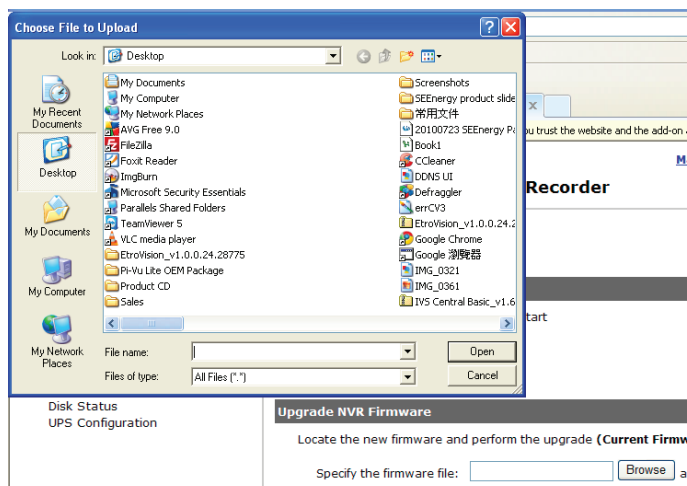 Choose File to Upload
Look in: Desktop
My Recent Documents
Desktop
My Documents
My Computer
My Network Places
My Documents
My Computer
My Network Places
AVG Free 9.0
FileZilla
Foxit Reader
ImgBurn
Microsoft Security Essentials
Parallels Shared Folders
TeamViewer 5
VLC media player
EtroVision_v1.0.0.24.28775
Pi-Vu Lite OEM Package
Product CD
Sales
Screenshots
SEEnergy product slide
常用文件
20100723 SEEnergy Pa
Book1
CCleaner
DDNS UI
Defraggler
errCV3
EtroVision_v1.0.0.24.2
Google Chrome
Google 瀏覽器
IMG_0321
IMG_0361
IVS Central Basic_v1.6
File name:
Open
Files of type: All Files (*.*)
Cancel
x
ou trust the website and the add-on
M
Recorder
tart
Disk Status
UPS Configuration
Upgrade NVR Firmware
Locate the new firmware and perform the upgrade (Current Firmw
Specify the firmware file: Browse a